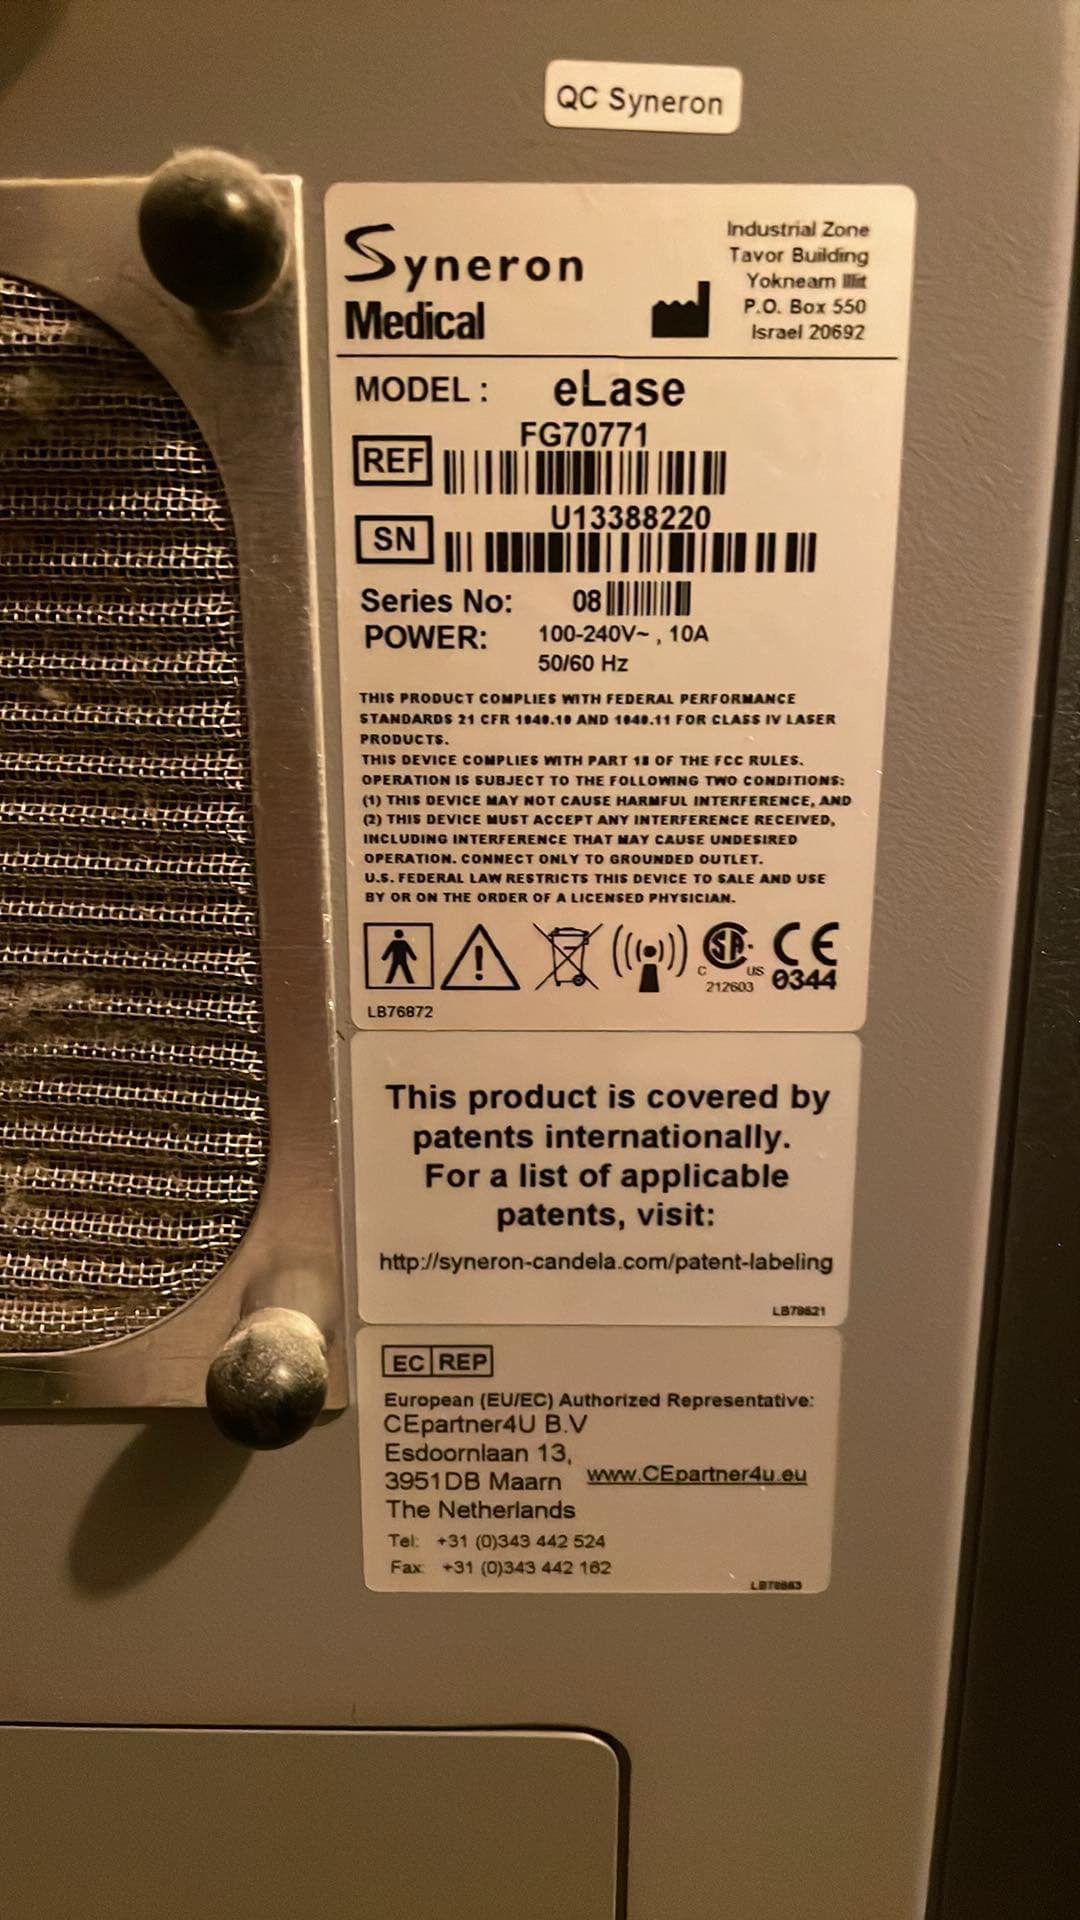 QC Syneron
Syneron
Medical
Industrial Zone
Tavor Building
Yokneam Illit
P.O. Box 550
Israel 20692
MODEL : eLase
FG70771
REF
U13388220
SN
Series No: 08
POWER: 100-240V~ , 10A
50/60 Hz
THIS PRODUCT COMPLIES WITH FEDERAL PERFORMANCE
STANDARDS 21 CFR 1040.10 AND 1040.11 FOR CLASS IV LASER
PRODUCTS.
THIS DEVICE COMPLIES WITH PART 18 OF THE FCC RULES.
OPERATION IS SUBJECT TO THE FOLLOWING TWO CONDITIONS:
(1) THIS DEVICE MAY NOT CAUSE HARMFUL INTERFERENCE, AND
(2) THIS DEVICE MUST ACCEPT ANY INTERFERENCE RECEIVED,
INCLUDING INTERFERENCE THAT MAY CAUSE UNDESIRED
OPERATION. CONNECT ONLY TO GROUNDED OUTLET.
U.S. FEDERAL LAW RESTRICTS THIS DEVICE TO SALE AND USE
BY OR ON THE ORDER OF A LICENSED PHYSICIAN.
SA
C US
212603
CE
0344
LB76872
This product is covered by
patents internationally.
For a list of applicable
patents, visit:
http://syneron-candela.com/patent-labeling
EC REP
European (EU/EC) Authorized Representative:
CEpartner4U B.V
Esdoornlaan 13,
3951DB Maarn www.CEpartner4u.eu
The Netherlands
Tel: +31 (0)343 442 524
Fax: +31 (0)343 442 162